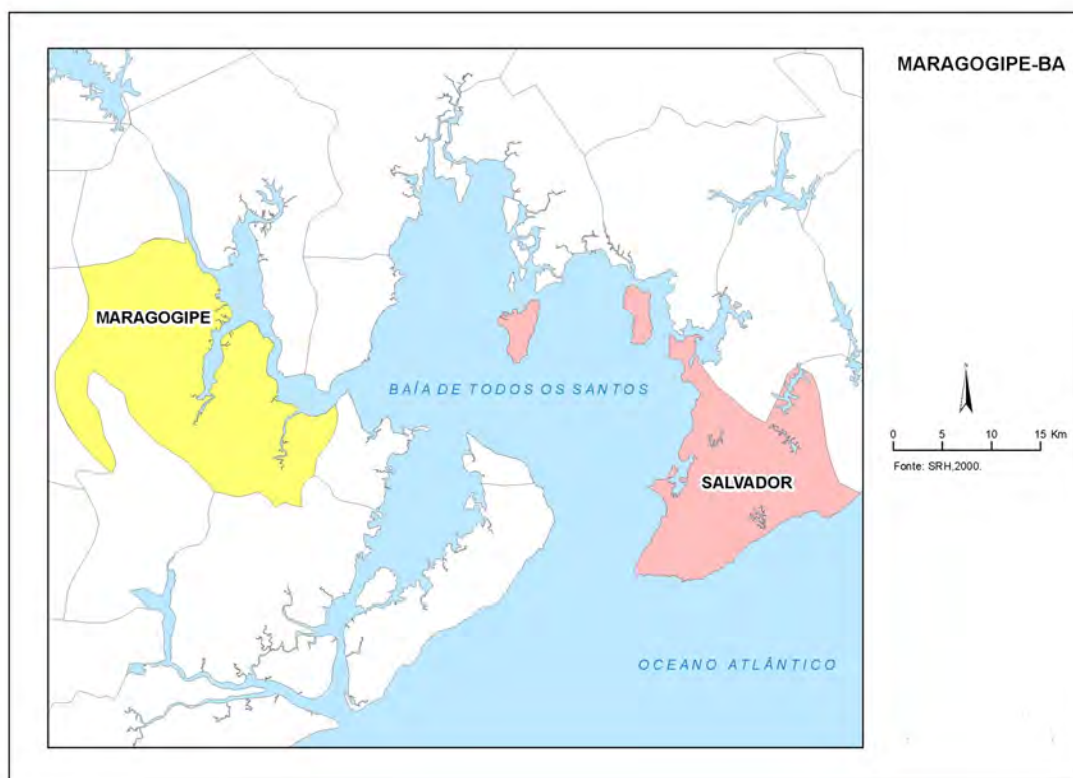 MARAGOGIPE-BA
MARAGOGIPE
BAÍA DE TODOS OS SANTOS
SALVADOR
OCEANO ATLÂNTICO
N
0 5 10 15 Km
Fonte: SRH,2000.